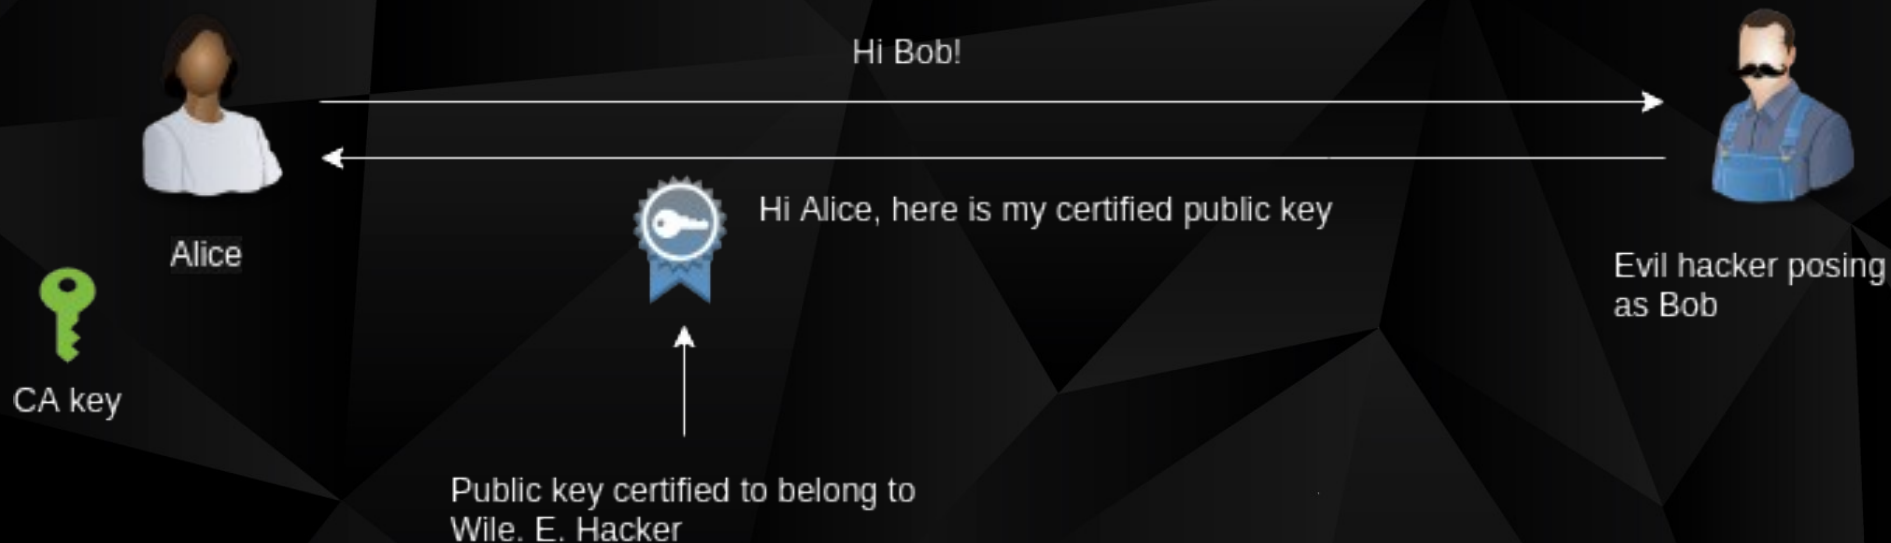 Hi Bob!
Hi Alice, here is my certified public key
Alice
Evil hacker posing
as Bob
CA key
Public key certified to belong to
Wile. E. Hacker